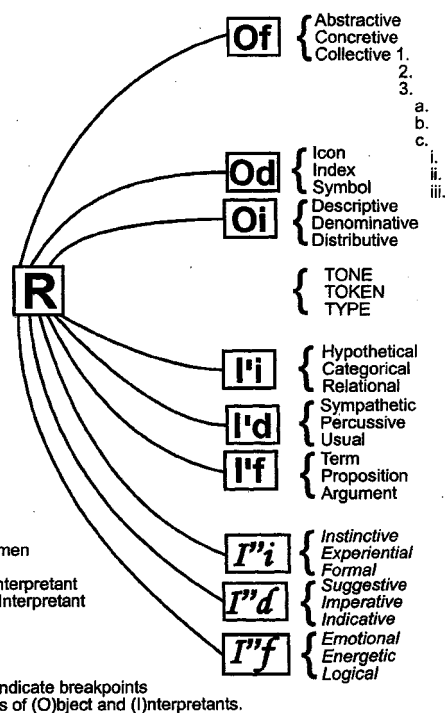 Of
Abstractive
Concretive
Collective 1.
2.
3.
a.
b.
c.
i.
ii.
iii.
Od
Icon
Index
Symbol
Oi
Descriptive
Denominative
Distributive
R
TONE
TOKEN
TYPE
I'i
Hypothetical
Categorical
Relational
I'd
Sympathetic
Percussive
Usual
I'f
Term
Proposition
Argument
men
nterpretant
Interpretant
I"i
Instinctive
Experiential
Formal
I"d
Suggestive
Imperative
Indicative
I"f
Emotional
Energetic
Logical
ndicate breakpoints
s of (O)bject and (I)nterpretants.